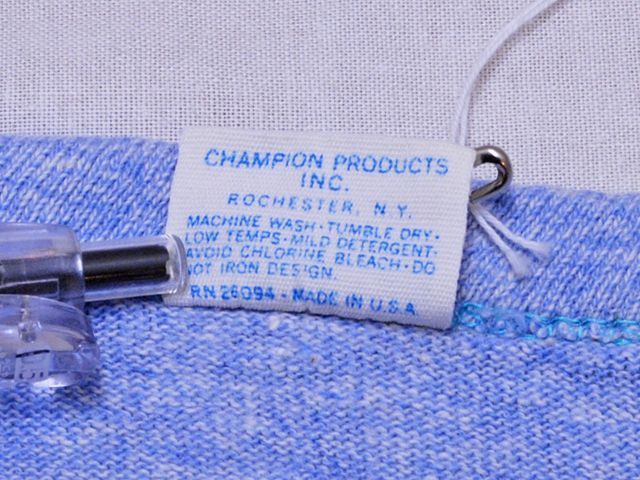 CHAMPION PRODUCTS
INC.
ROCHESTER, N.Y.
MACHINE WASH·TUMBLE DRY·
LOW TEMPS·MILD DETERGENT·
AVOID CHLORINE BLEACH·DO
NOT IRON DESIGN.
RN 26094 - MADE IN U.S.A.